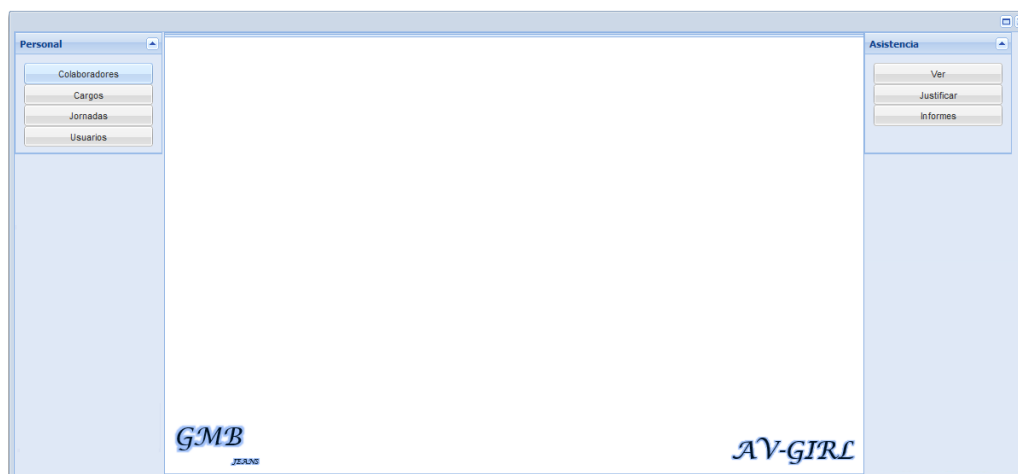 Personal
Colaboradores
Cargos
Jornadas
Usuarios
Asistencia
Ver
Justificar
Informes
GMB
JEANS
AV-GIRL